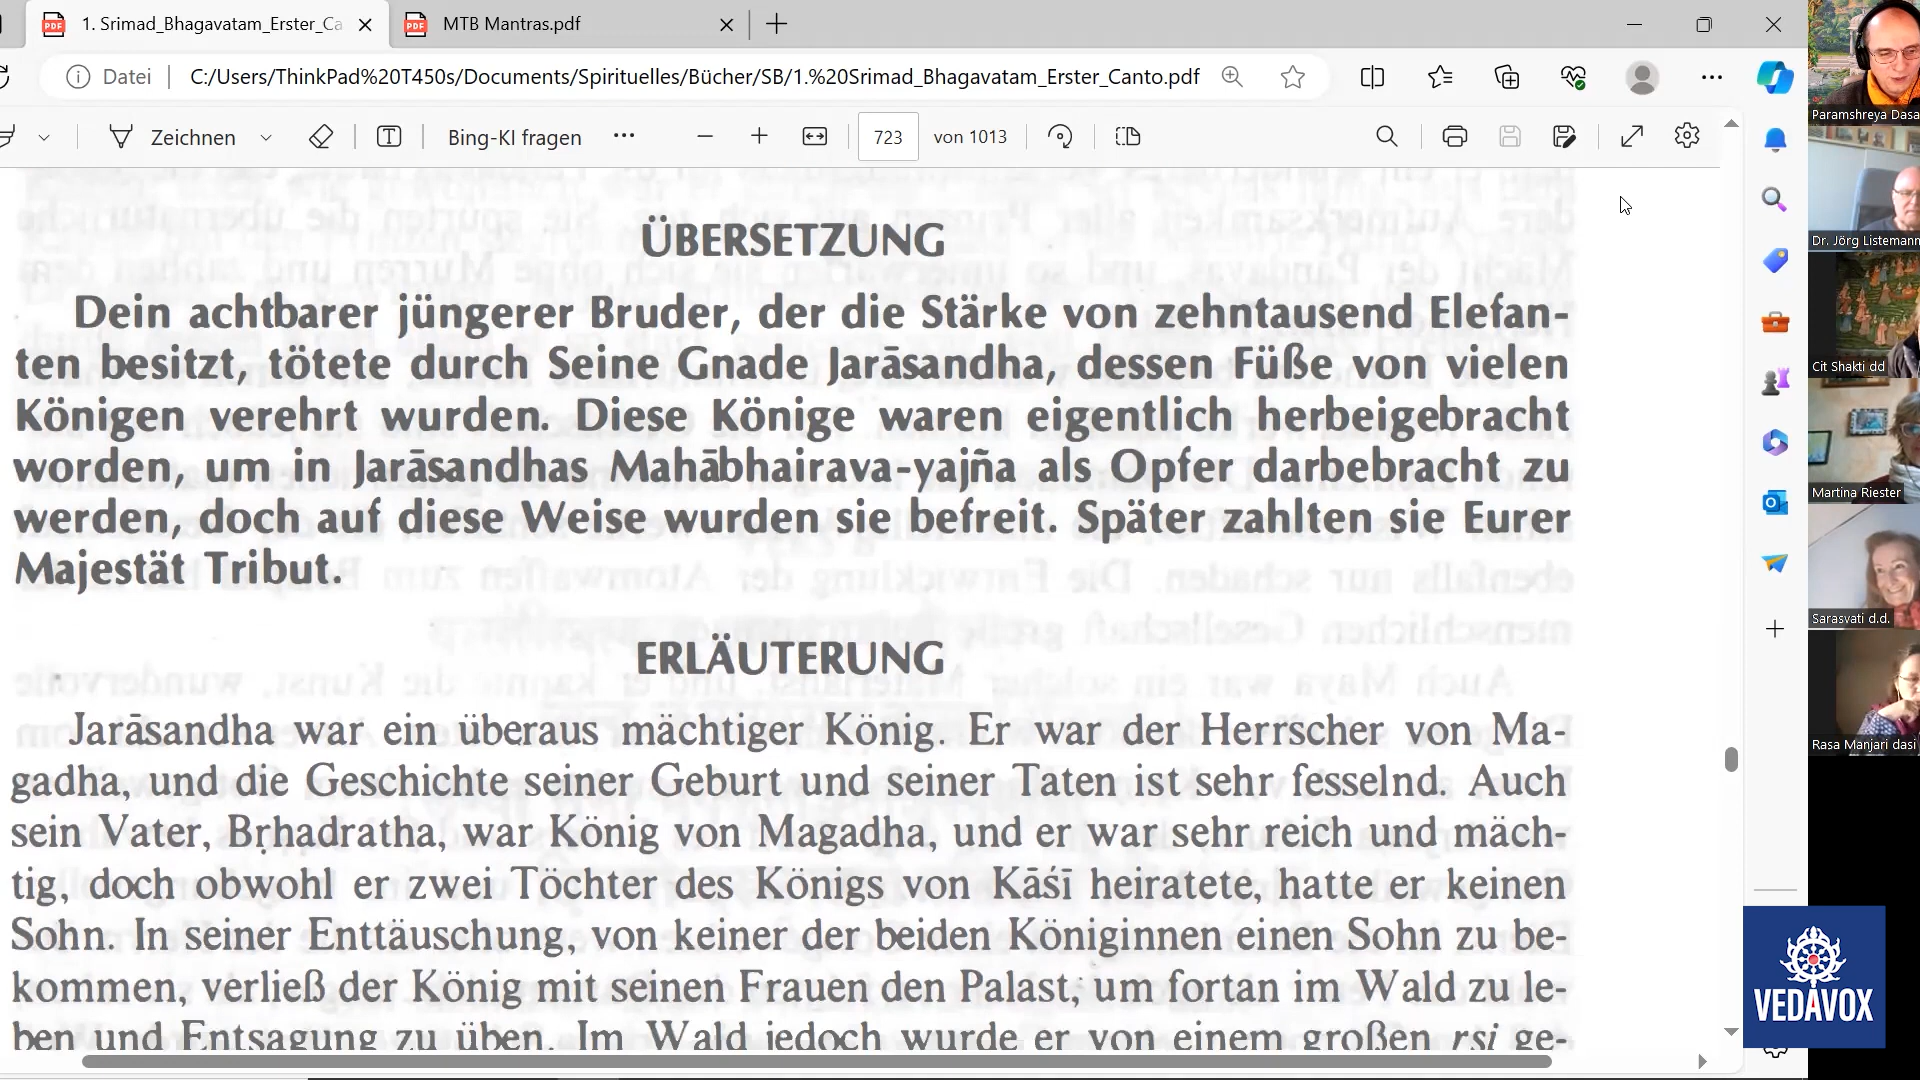 1. Srimad_Bhagavatam_Erster_Ca
MTB Mantras.pdf
Datei
C:/Users/ThinkPad%20T450s/Documents/Spirituelles/Bücher/SB/1.%20Srimad_Bhagavatam_Erster_Canto.pdf
Zeichnen
Bing-KI fragen
723
von 1013
ÜBERSETZUNG
Dein achtbarer jüngerer Bruder, der die Stärke von zehntausend Elefan-
ten besitzt, tötete durch Seine Gnade Jarāsandha, dessen Füße von vielen
Königen verehrt wurden. Diese Könige waren eigentlich herbeigebracht
worden, um in Jarāsandhas Mahābhairava-yajña als Opfer darbebracht zu
werden, doch auf diese Weise wurden sie befreit. Später zahlten sie Eurer
Majestät Tribut.
ERLÄUTERUNG
Jarāsandha war ein überaus mächtiger König. Er war der Herrscher von Ma-
gadha, und die Geschichte seiner Geburt und seiner Taten ist sehr fesselnd. Auch
sein Vater, Bṛhadratha, war König von Magadha, und er war sehr reich und mäch-
tig, doch obwohl er zwei Töchter des Königs von Kāśī heiratete, hatte er keinen
Sohn. In seiner Enttäuschung, von keiner der beiden Königinnen einen Sohn zu be-
kommen, verließ der König mit seinen Frauen den Palast, um fortan im Wald zu le-
ben und Entsagung zu üben. Im Wald jedoch wurde er von einem großen ṛṣi ge-
Paramshreya Dasa
Dr. Jörg Listemann
Cit Shakti dd
Martina Riester
Sarasvati d.d.
Rasa Manjari dasi
VEDAVOX